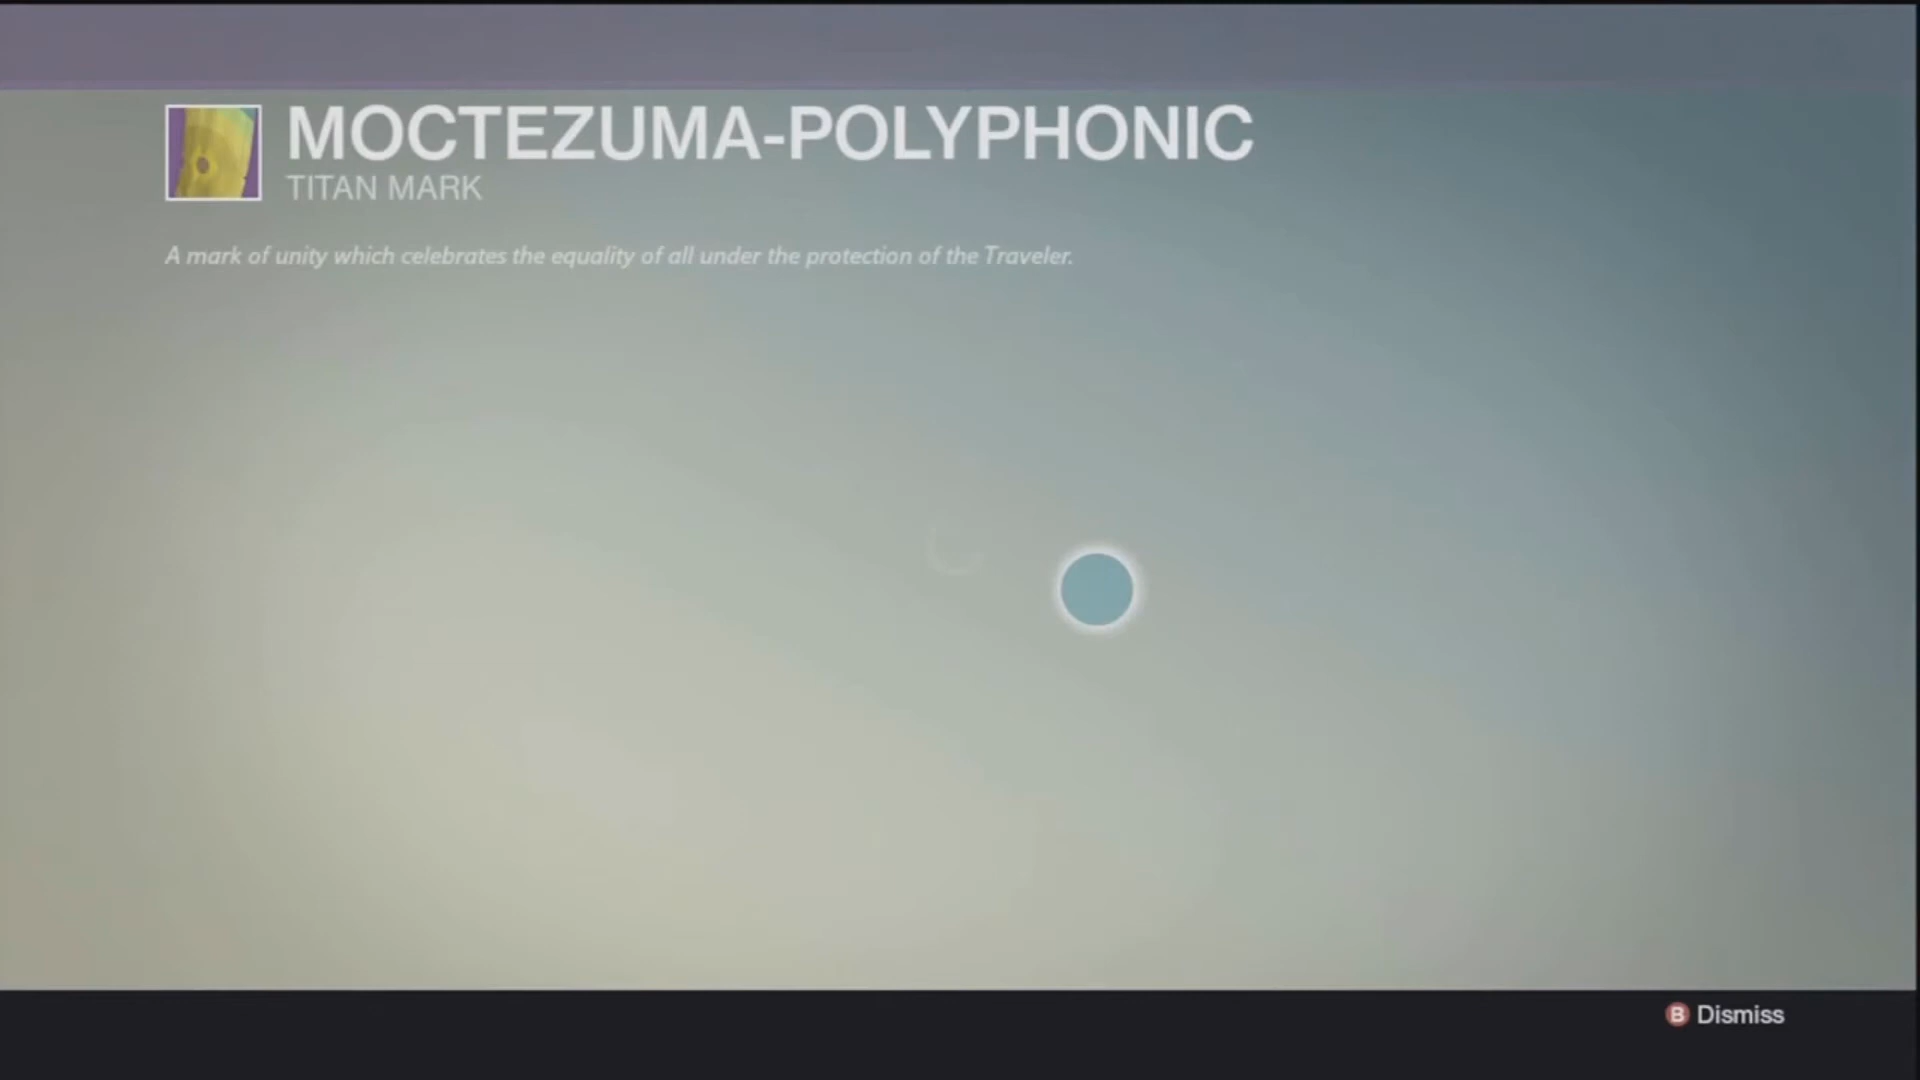 MOCTEZUMA-POLYPHONIC
TITAN MARK
A mark of unity which celebrates the equality of all under the protection of the Traveler.
B Dismiss